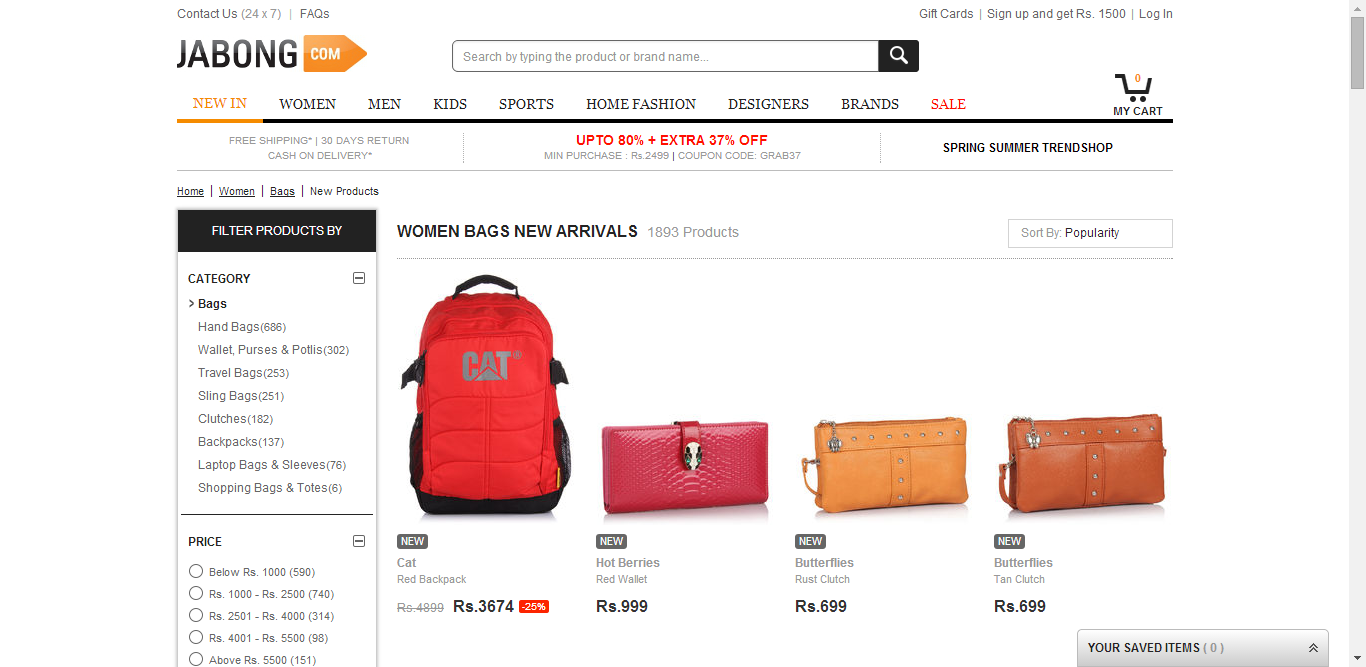 Contact Us (24 x 7) | FAQs
Gift Cards | Sign up and get Rs. 1500 | Log In
JABONG COM
Search by typing the product or brand name...
0
MY CART
NEW IN WOMEN MEN KIDS SPORTS HOME FASHION DESIGNERS BRANDS SALE
FREE SHIPPING* | 30 DAYS RETURN
CASH ON DELIVERY*
UPTO 80% + EXTRA 37% OFF
MIN PURCHASE : Rs.2499 | COUPON CODE: GRAB37
SPRING SUMMER TRENDSHOP
Home | Women | Bags | New Products
FILTER PRODUCTS BY
CATEGORY
> Bags
Hand Bags(686)
Wallet, Purses & Potlis(302)
Travel Bags(253)
Sling Bags(251)
Clutches(182)
Backpacks(137)
Laptop Bags & Sleeves(76)
Shopping Bags & Totes(6)
PRICE
Below Rs. 1000 (590)
Rs. 1000 - Rs. 2500 (740)
Rs. 2501 - Rs. 4000 (314)
Rs. 4001 - Rs. 5500 (98)
Above Rs. 5500 (151)
WOMEN BAGS NEW ARRIVALS 1893 Products
Sort By: Popularity
CAT®
NEW
Cat
Red Backpack
Rs.4899 Rs.3674 -25%
NEW
Hot Berries
Red Wallet
Rs.999
NEW
Butterflies
Rust Clutch
Rs.699
NEW
Butterflies
Tan Clutch
Rs.699
YOUR SAVED ITEMS ( 0 )